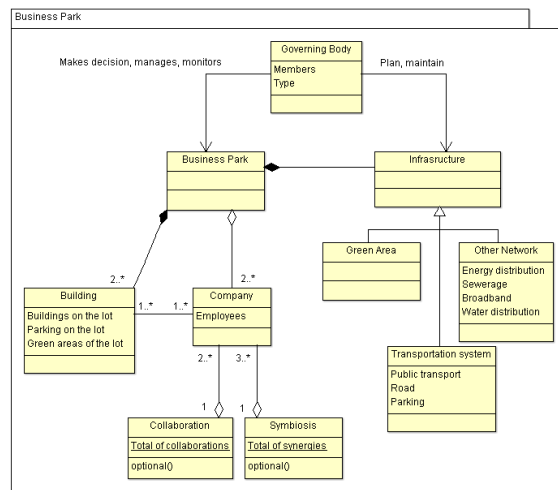 Business Park
Governing Body
Makes decision, manages, monitors
Members
Type
Plan, maintain
Business Park
Infrasructure
Green Area
Other Network
Energy distribution
Sewerage
Broadband
Water distribution
2..*
2..*
Building
Buildings on the lot
Parking on the lot
Green areas of the lot
1..*
1..*
Company
Employees
Transportation system
Public transport
Road
Parking
2..*
3..*
1
1
Collaboration
Total of collaborations
optional()
Symbiosis
Total of synergies
optional()